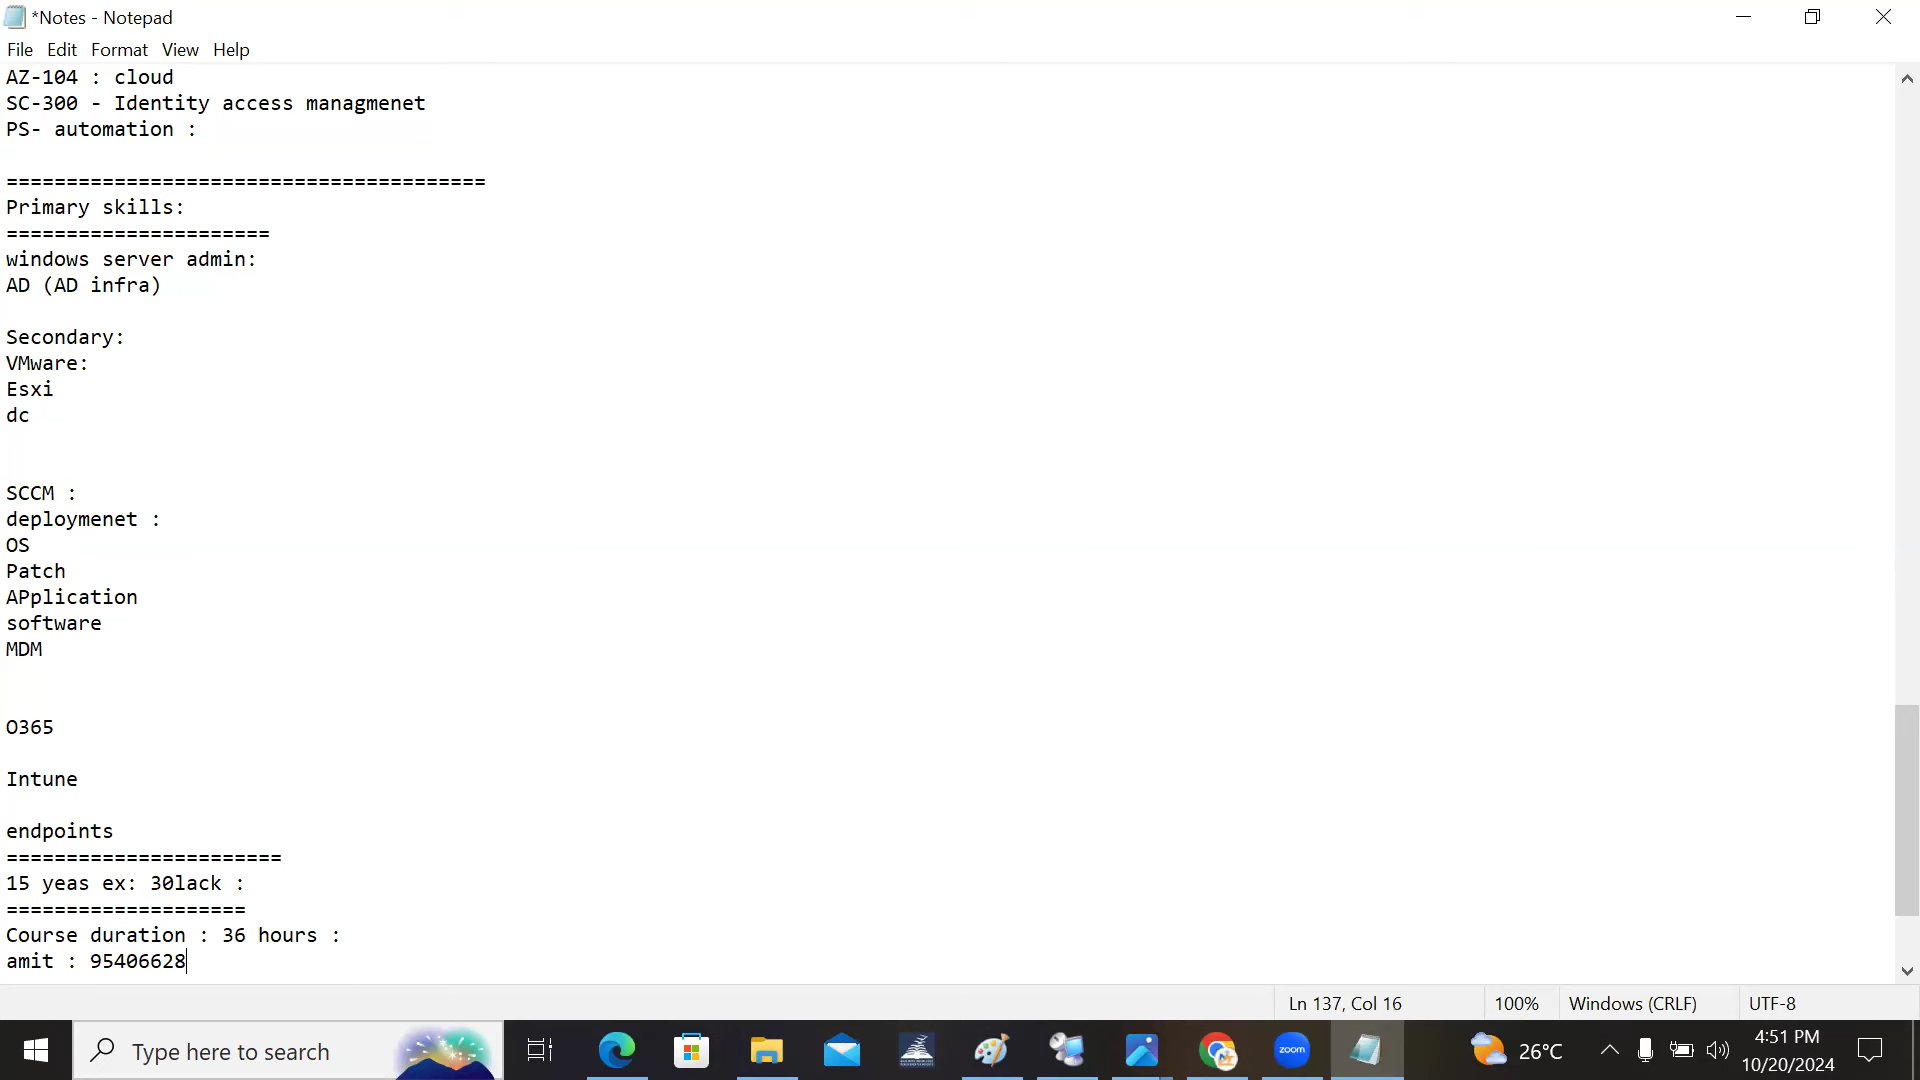 *Notes - Notepad
File Edit Format View Help
AZ-104 : cloud
SC-300 - Identity access managmenet
PS- automation :
========================================
Primary skills:
======================
windows server admin:
AD (AD infra)
Secondary:
VMware:
Esxi
dc
SCCM :
deploymenet :
OS
Patch
APplication
software
MDM
O365
Intune
endpoints
=======================
15 yeas ex: 30lack :
====================
Course duration : 36 hours :
amit : 95406628
Ln 137, Col 16 100% Windows (CRLF) UTF-8
Type here to search
zoom
26°C
4:51 PM
10/20/2024